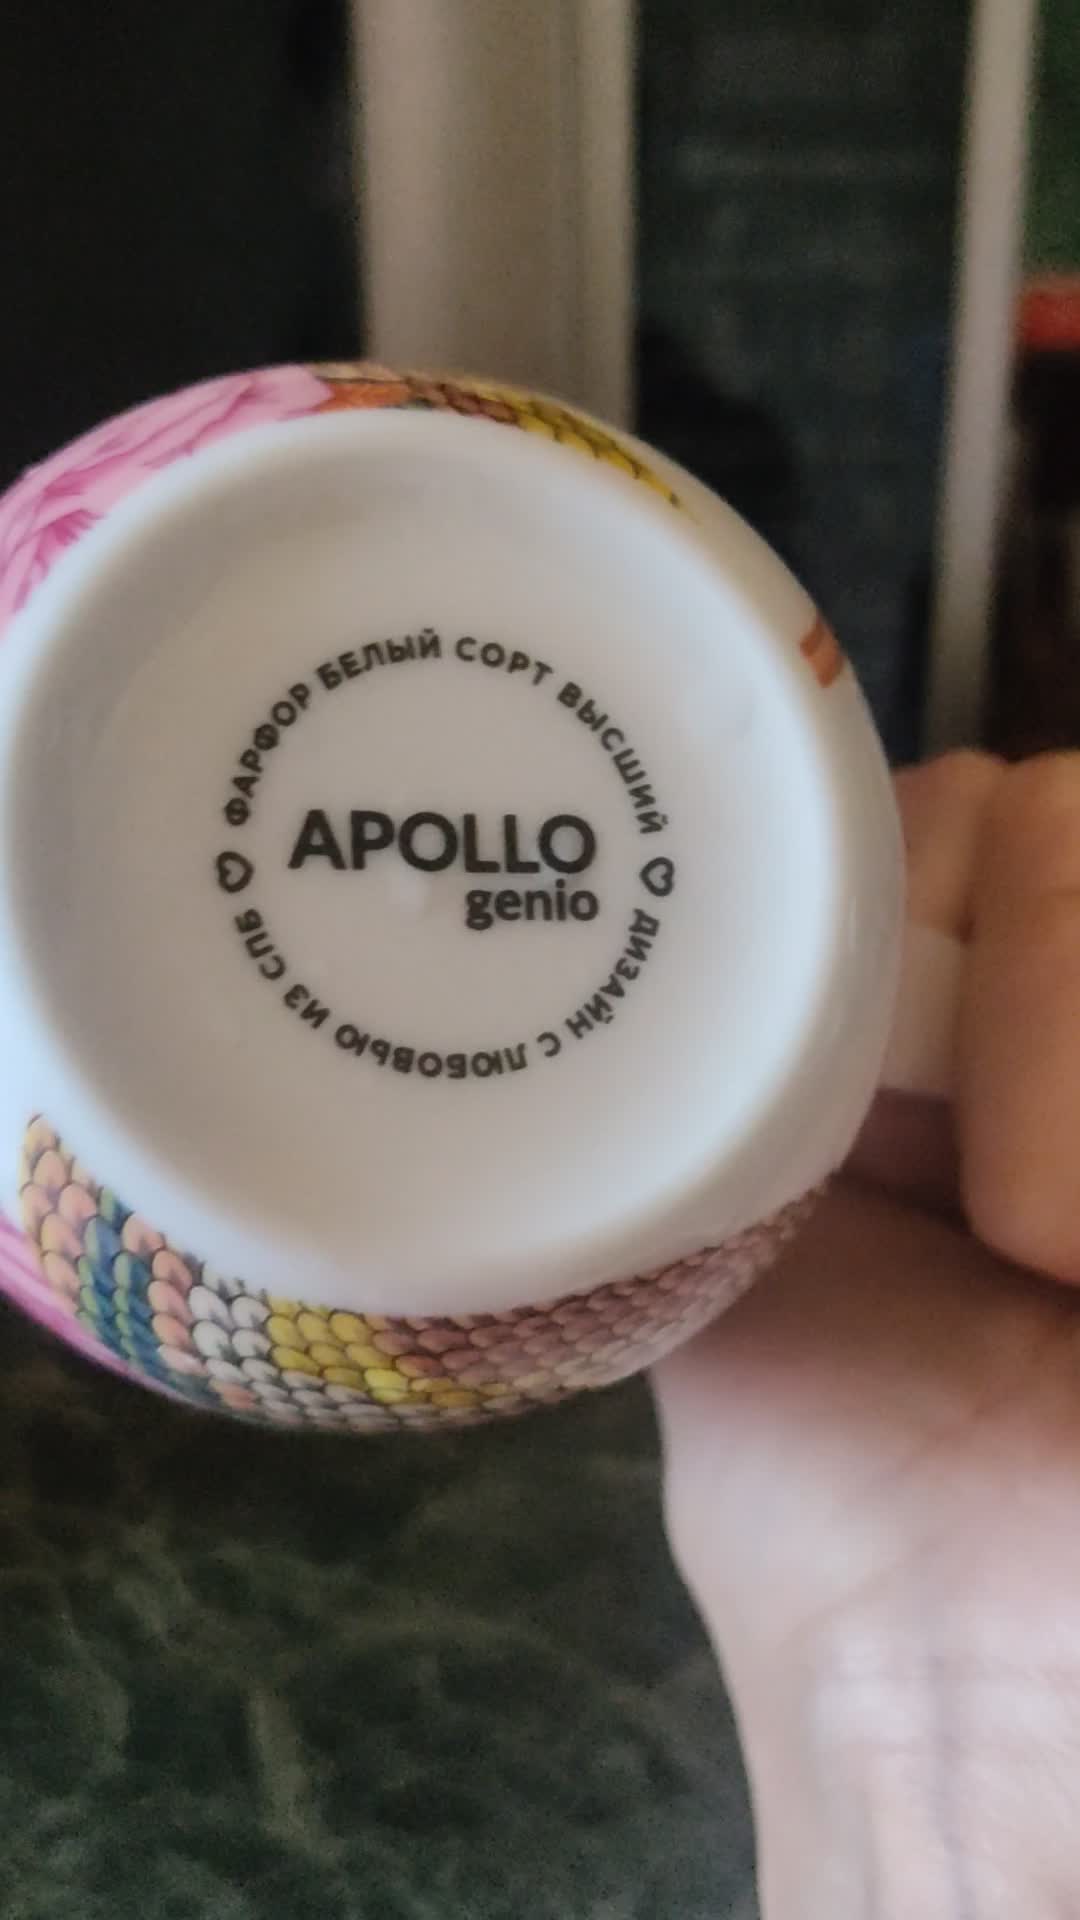 ФАРФОР БЕЛЫЙ СОРТ ВЫСШИЙ
APOLLO
genio
ДИЗАЙН С ЛЮБОВЬЮ ИЗ СПБ